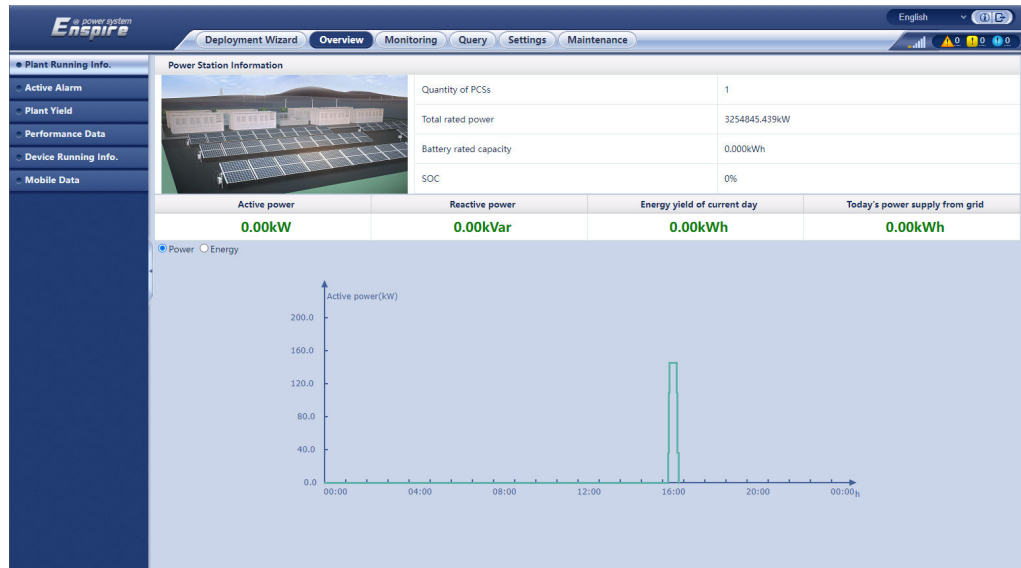 @ power system
Enspire
English
Deployment Wizard
Overview
Monitoring
Query
Settings
Maintenance
0
0
0
Plant Running Info.
Active Alarm
Plant Yield
Performance Data
Device Running Info.
Mobile Data
Power Station Information
Quantity of PCSs 1
Total rated power 3254845.439kW
Battery rated capacity 0.000kWh
SOC 0%
Active power Reactive power Energy yield of current day Today's power supply from grid
0.00kW 0.00kVar 0.00kWh 0.00kWh
Power Energy
Active power(kW)
200.0
160.0
120.0
80.0
40.0
0.0
00:00 04:00 08:00 12:00 16:00 20:00 00:00 h